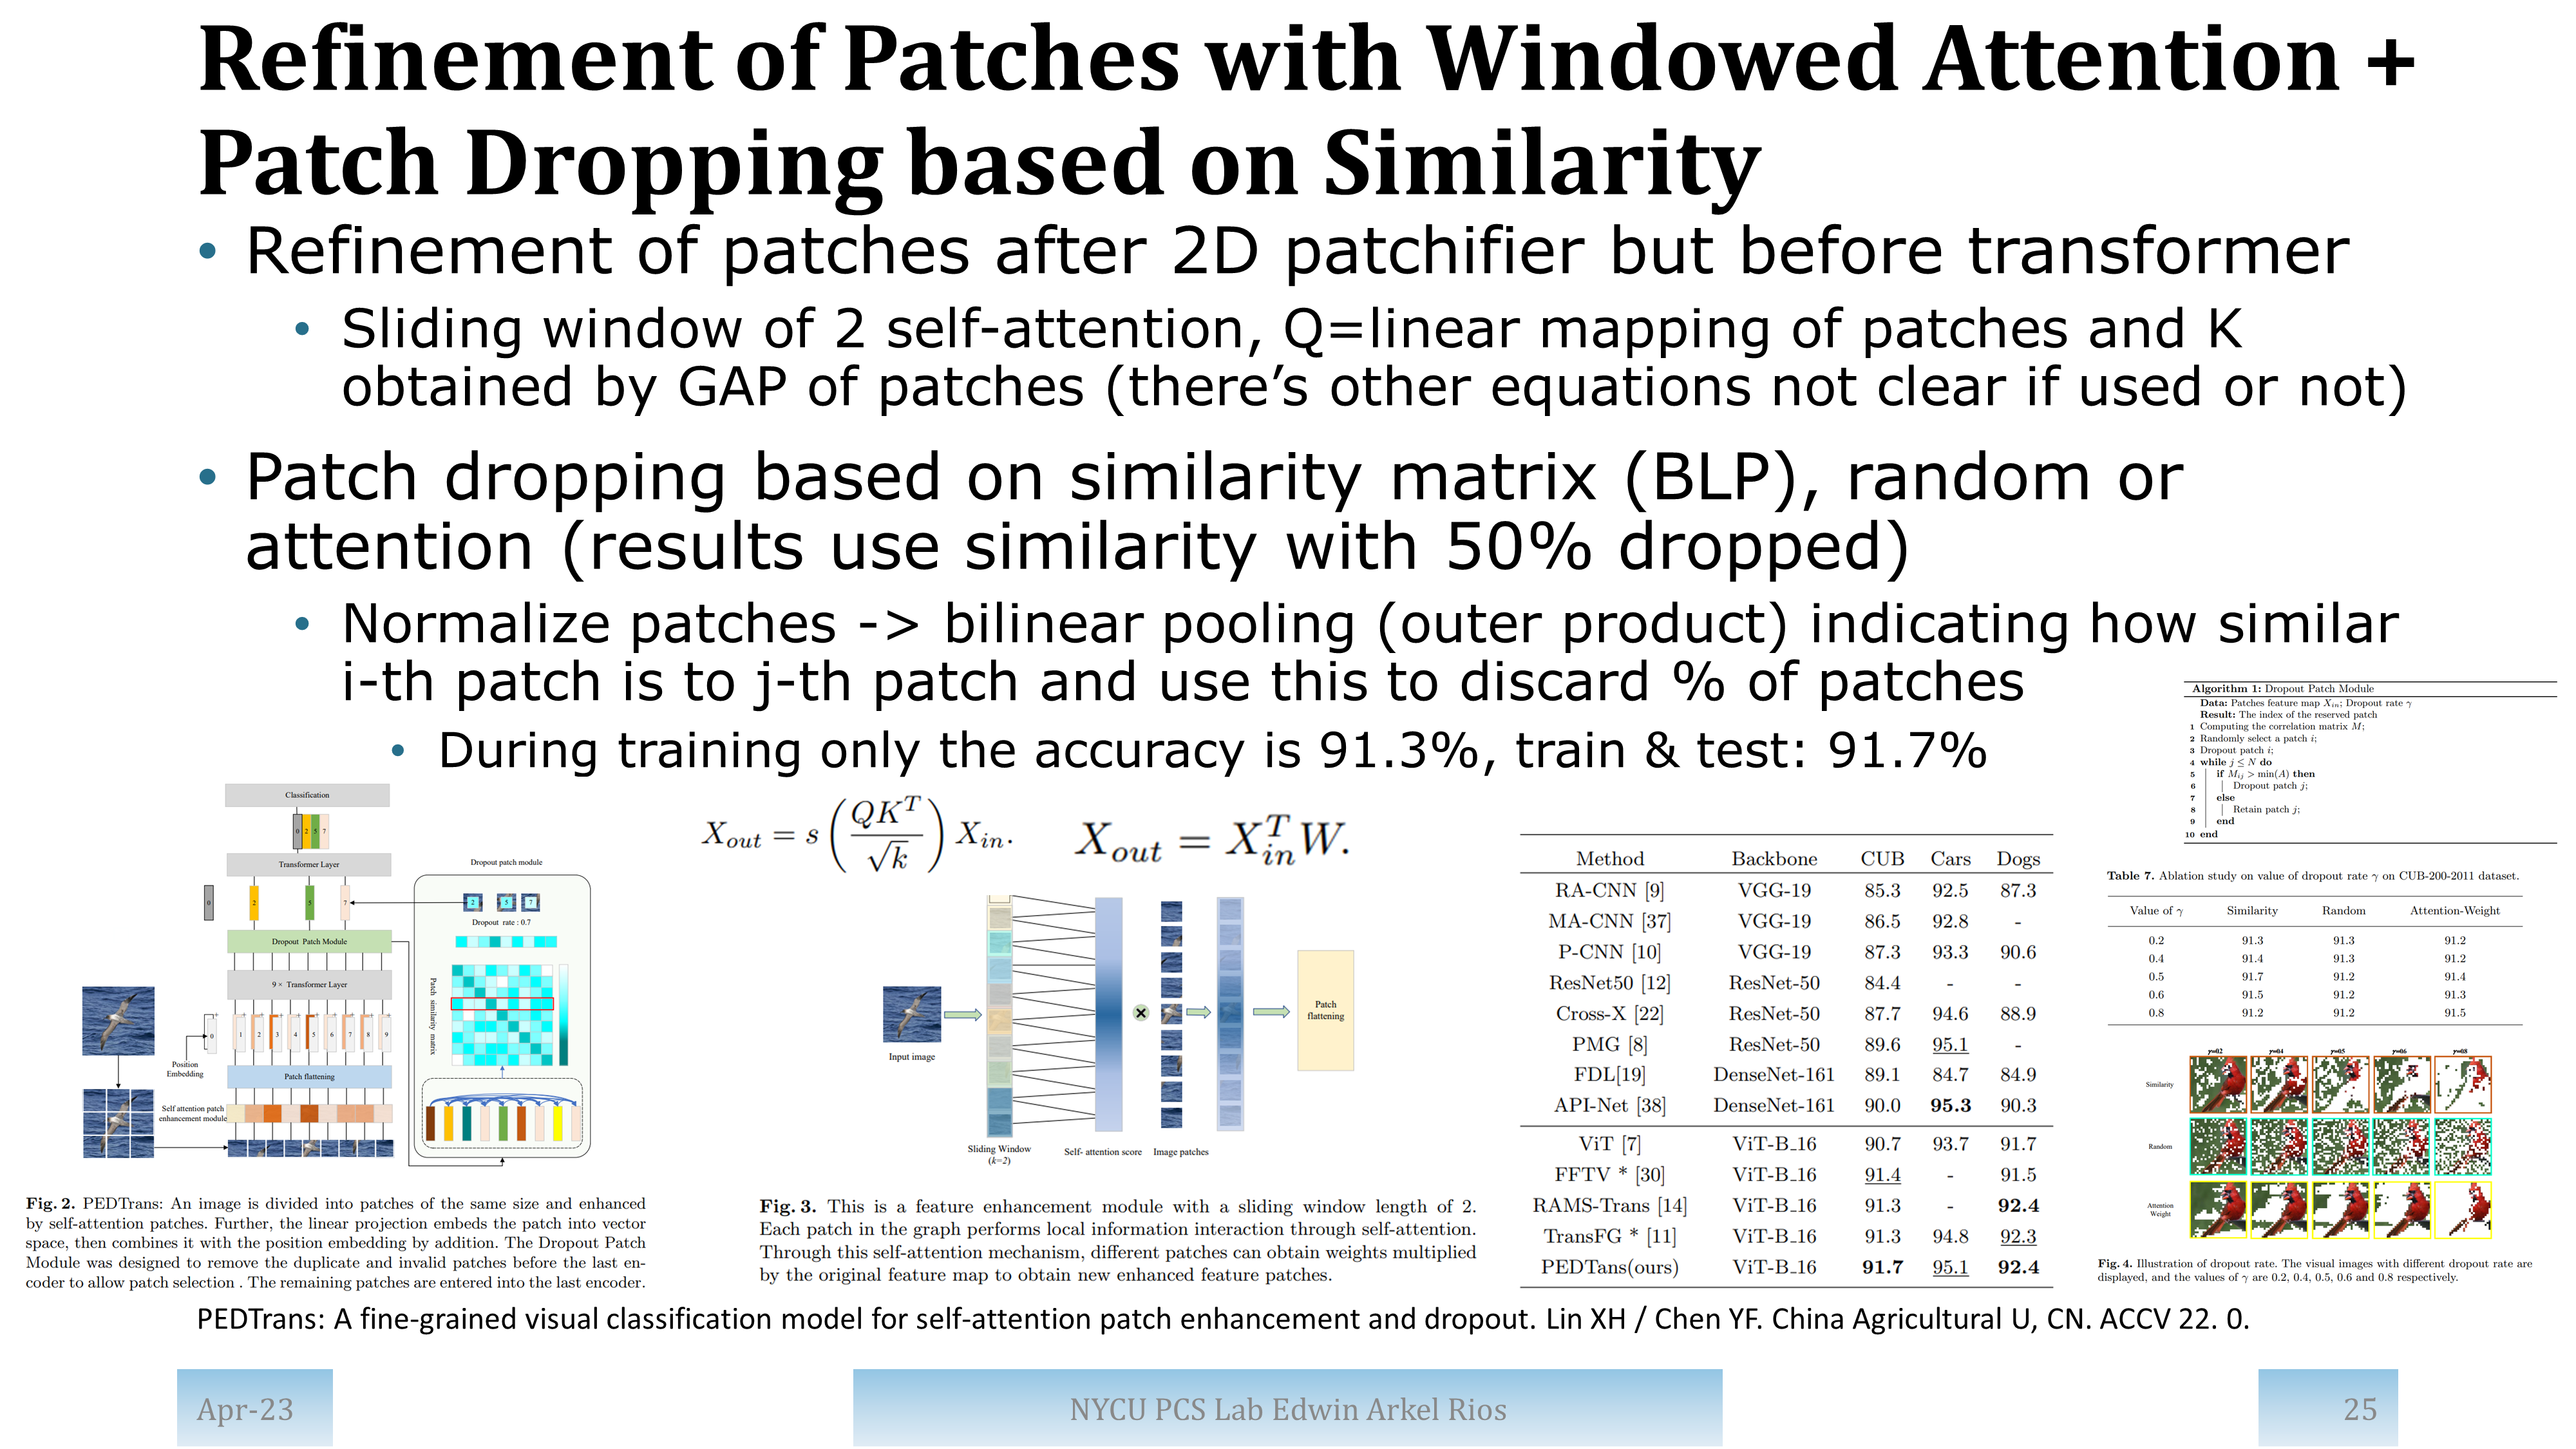 Refinement of Patches with Windowed Attention +
Patch Dropping based on Similarity
• Refinement of patches after 2D patchifier but before transformer
• Sliding window of 2 self-attention, Q=linear mapping of patches and K
obtained by GAP of patches (there’s other equations not clear if used or not)
• Patch dropping based on similarity matrix (BLP), random or
attention (results use similarity with 50% dropped)
• Normalize patches -> bilinear pooling (outer product) indicating how similar
i-th patch is to j-th patch and use this to discard % of patches
• During training only the accuracy is 91.3%, train & test: 91.7%
Classification
0 2 5 7
Transformer Layer
0 2 5 7
Dropout Patch Module
9 × Transformer Layer
0 1 2 3 4 5 6 7 8 9
Position
Embedding
Patch flattening
Self attention patch
enhancement module
Dropout patch module
2 5 7
Dropout rate : 0.7
Patch similarity matrix
Fig. 2. PEDTrans: An image is divided into patches of the same size and enhanced
by self-attention patches. Further, the linear projection embeds the patch into vector
space, then combines it with the position embedding by addition. The Dropout Patch
Module was designed to remove the duplicate and invalid patches before the last en-
coder to allow patch selection . The remaining patches are entered into the last encoder.
X_out = s(QK^T / √k) X_in.
X_out = X_in^T W.
Input image
Sliding Window
(k=2)
Self- attention score
Image patches
Patch
flattening
Fig. 3. This is a feature enhancement module with a sliding window length of 2.
Each patch in the graph performs local information interaction through self-attention.
Through this self-attention mechanism, different patches can obtain weights multiplied
by the original feature map to obtain new enhanced feature patches.
Method Backbone CUB Cars Dogs
RA-CNN [9] VGG-19 85.3 92.5 87.3
MA-CNN [37] VGG-19 86.5 92.8 -
P-CNN [10] VGG-19 87.3 93.3 90.6
ResNet50 [12] ResNet-50 84.4 - -
Cross-X [22] ResNet-50 87.7 94.6 88.9
PMG [8] ResNet-50 89.6 95.1 -
FDL[19] DenseNet-161 89.1 84.7 84.9
API-Net [38] DenseNet-161 90.0 95.3 90.3
ViT [7] ViT-B_16 90.7 93.7 91.7
FFTV * [30] ViT-B_16 91.4 - 91.5
RAMS-Trans [14] ViT-B_16 91.3 - 92.4
TransFG * [11] ViT-B_16 91.3 94.8 92.3
PEDTans(ours) ViT-B_16 91.7 95.1 92.4
Algorithm 1: Dropout Patch Module
Data: Patches feature map X_in; Dropout rate γ
Result: The index of the reserved patch
1 Computing the correlation matrix M;
2 Randomly select a patch i;
3 Dropout patch i;
4 while j ≤ N do
5 if M_ij > min(A) then
6 Dropout patch j;
7 else
8 Retain patch j;
9 end
10 end
Table 7. Ablation study on value of dropout rate γ on CUB-200-2011 dataset.
Value of γ Similarity Random Attention-Weight
0.2 91.3 91.3 91.2
0.4 91.4 91.3 91.2
0.5 91.7 91.2 91.4
0.6 91.5 91.2 91.3
0.8 91.2 91.2 91.5
γ=0.2 γ=0.4 γ=0.5 γ=0.6 γ=0.8
Similarity
Random
Attention
Weight
Fig. 4. Illustration of dropout rate. The visual images with different dropout rate are
displayed, and the values of γ are 0.2, 0.4, 0.5, 0.6 and 0.8 respectively.
PEDTrans: A fine-grained visual classification model for self-attention patch enhancement and dropout. Lin XH / Chen YF. China Agricultural U, CN. ACCV 22. 0.
Apr-23
NYCU PCS Lab Edwin Arkel Rios
25